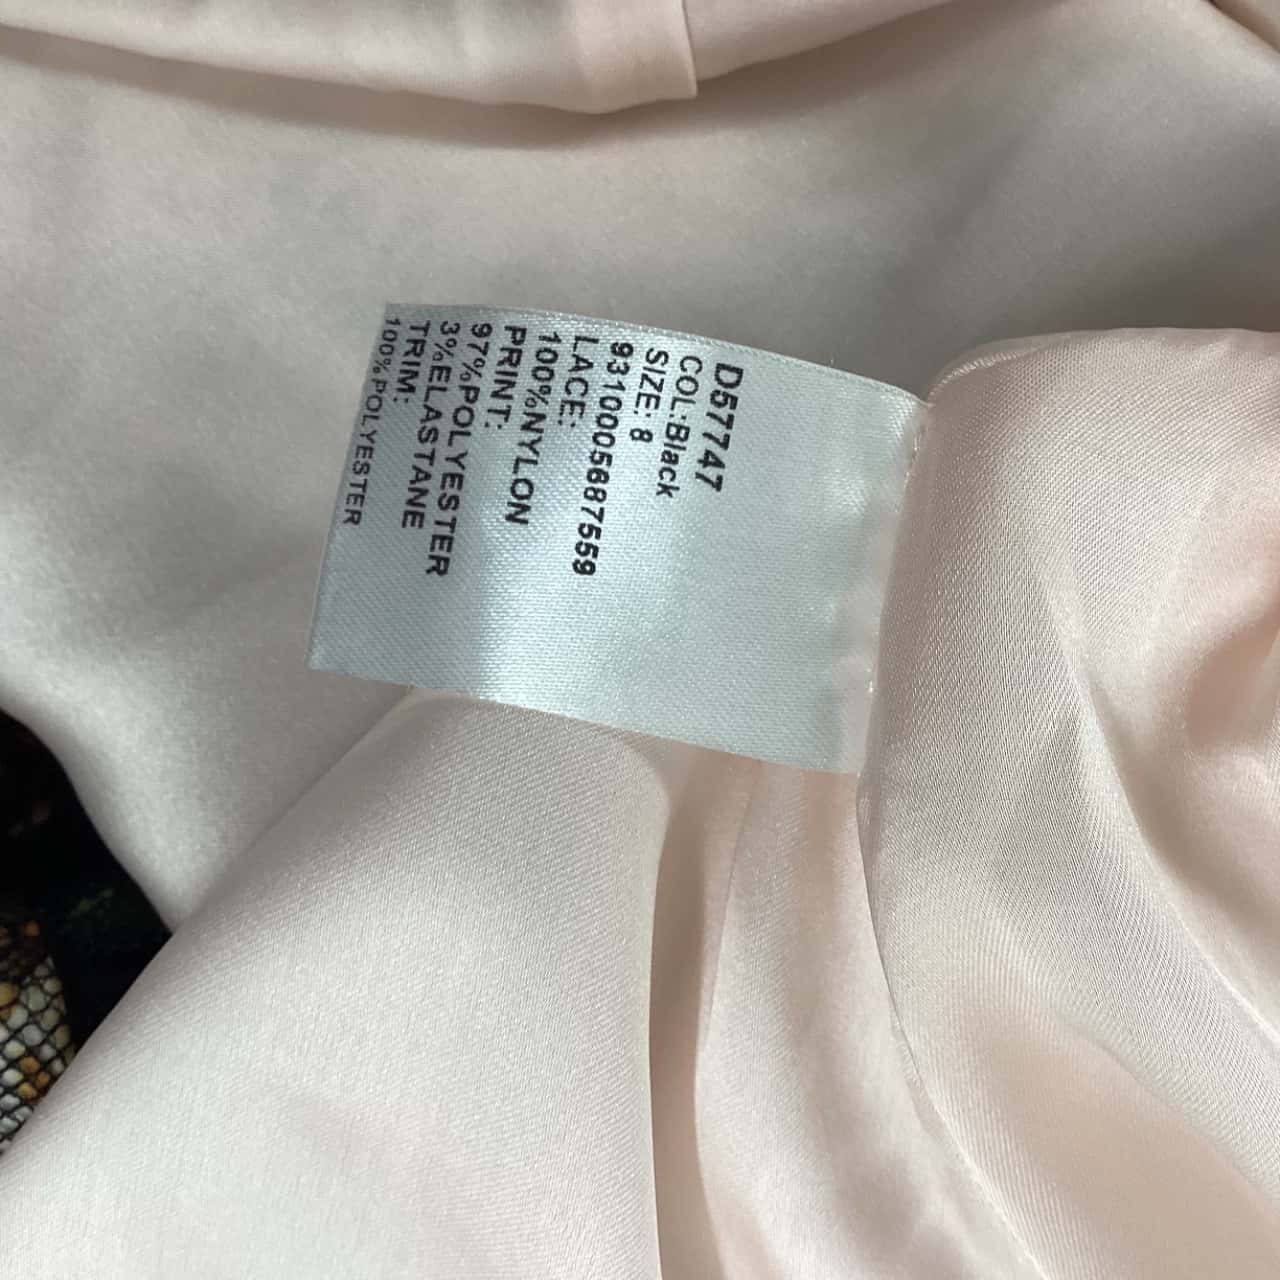 D57747
COL:Black
SIZE: 8
9310005687559
LACE:
100%NYLON
PRINT:
97%POLYESTER
3%ELASTANE
TRIM:
100%POLYESTER